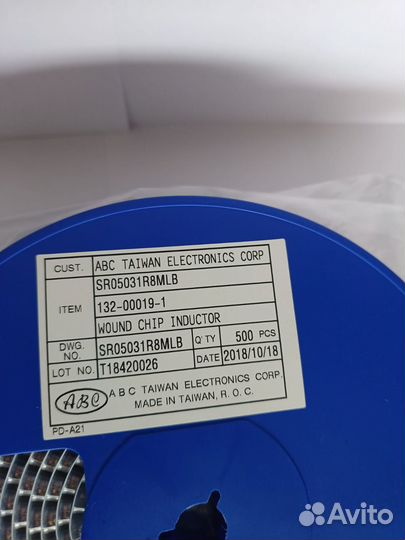 CUST. ABC TAIWAN ELECTRONICS CORP
SR05031R8MLB
ITEM 132-00019-1
WOUND CHIP INDUCTOR
DWG. NO. SR05031R8MLB Q'TY 500 PCS
LOT NO. T18420026 DATE 2018/10/18
ABC A B C TAIWAN ELECTRONICS CORP.
MADE IN TAIWAN, R. O. C.
PD-A21
Avito